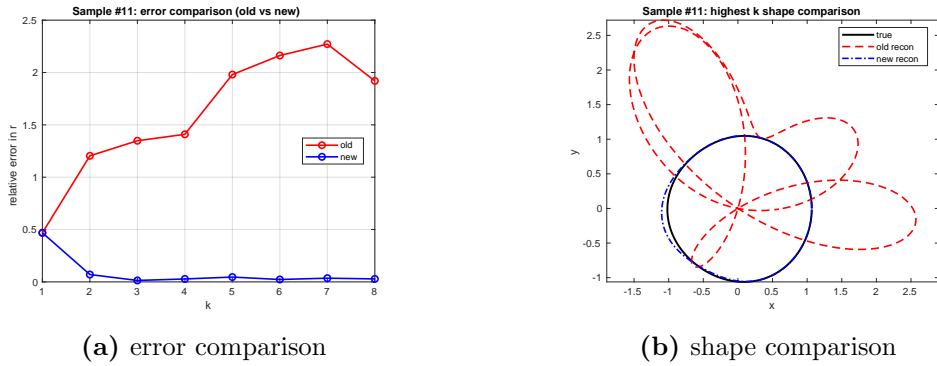 Sample #11: error comparison (old vs new)
2.5
2
1.5
1
0.5
0
1 2 3 4 5 6 7 8
relative error in r
k
old
new
(a) error comparison
Sample #11: highest k shape comparison
2.5
2
1.5
1
0.5
0
-0.5
-1
-1.5 -1 -0.5 0 0.5 1 1.5 2 2.5
y
x
true
old recon
new recon
(b) shape comparison